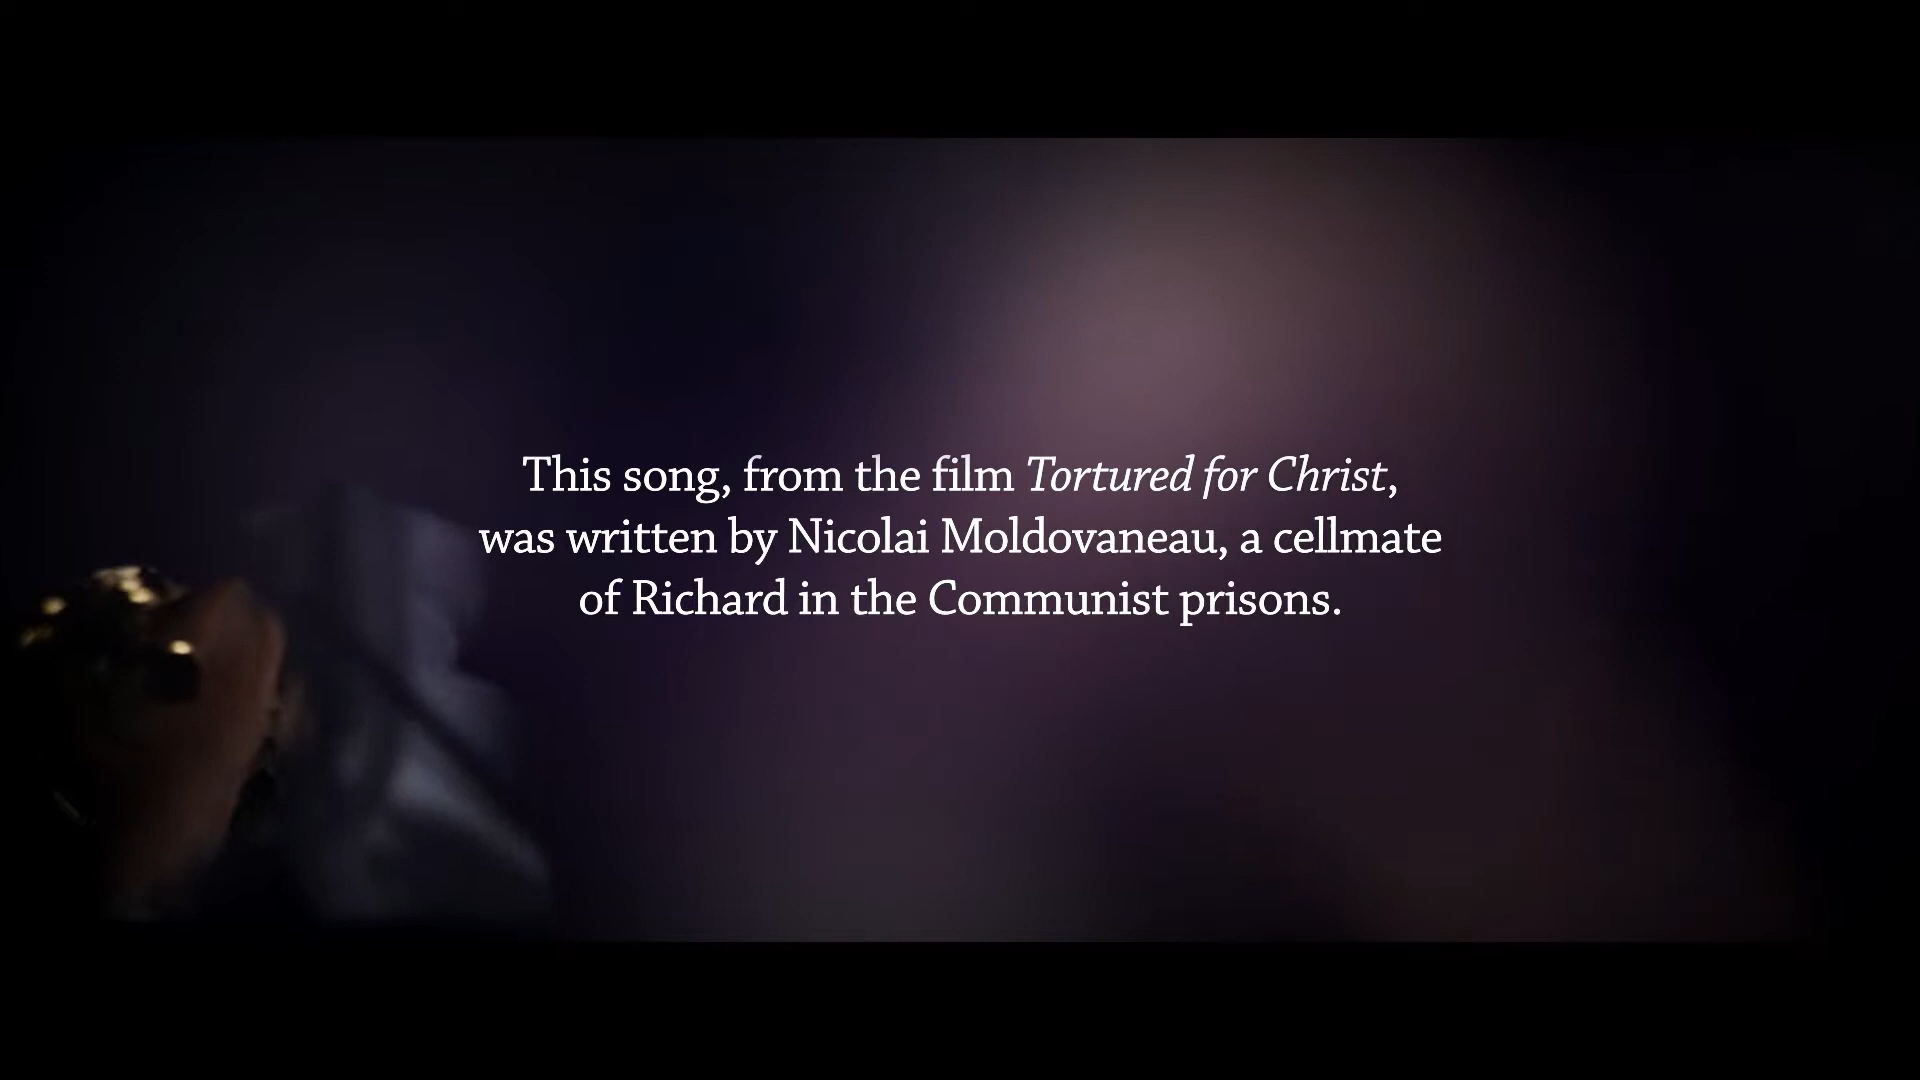 This song, from the film Tortured for Christ,
was written by Nicolai Moldovaneau, a cellmate
of Richard in the Communist prisons.